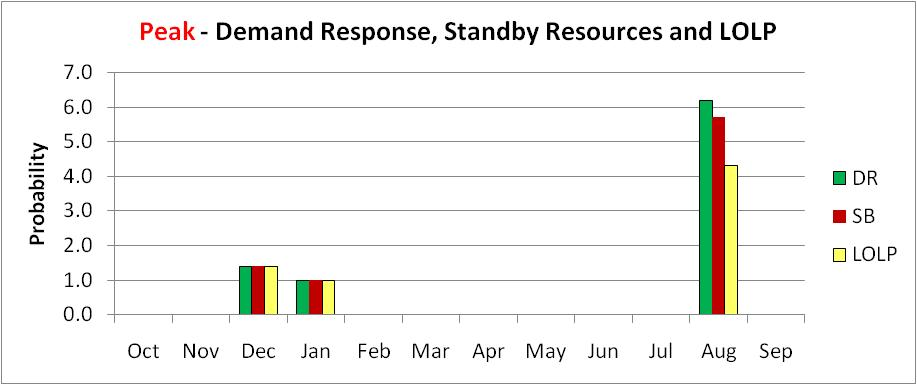 Peak - Demand Response, Standby Resources and LOLP
Probability
7.0
6.0
5.0
4.0
3.0
2.0
1.0
0.0
Oct Nov Dec Jan Feb Mar Apr May Jun Jul Aug Sep
DR
SB
LOLP